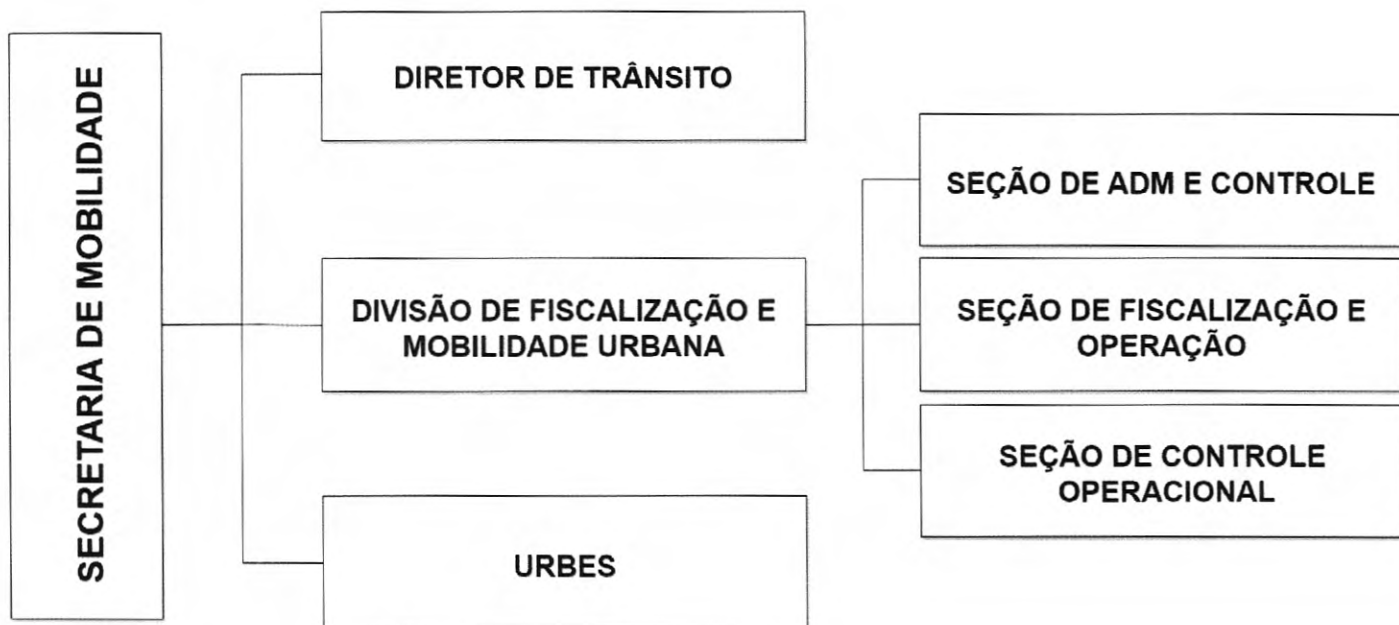 SECRETARIA DE MOBILIDADE
DIRETOR DE TRÂNSITO
DIVISÃO DE FISCALIZAÇÃO E
MOBILIDADE URBANA
URBES
SEÇÃO DE ADM E CONTROLE
SEÇÃO DE FISCALIZAÇÃO E
OPERAÇÃO
SEÇÃO DE CONTROLE
OPERACIONAL